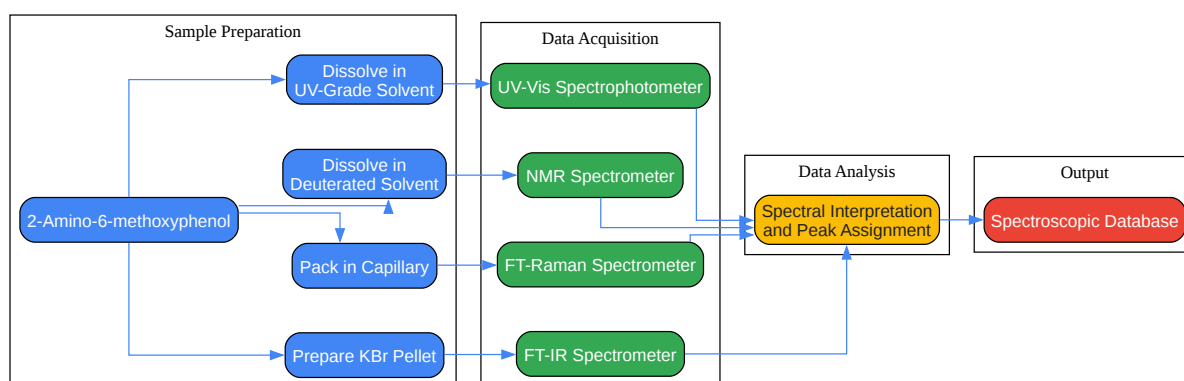 Sample Preparation
Dissolve in
UV-Grade Solvent
Dissolve in
Deuterated Solvent
2-Amino-6-methoxyphenol
Pack in Capillary
Prepare KBr Pellet
Data Acquisition
UV-Vis Spectrophotometer
NMR Spectrometer
FT-Raman Spectrometer
FT-IR Spectrometer
Data Analysis
Spectral Interpretation
and Peak Assignment
Output
Spectroscopic Database